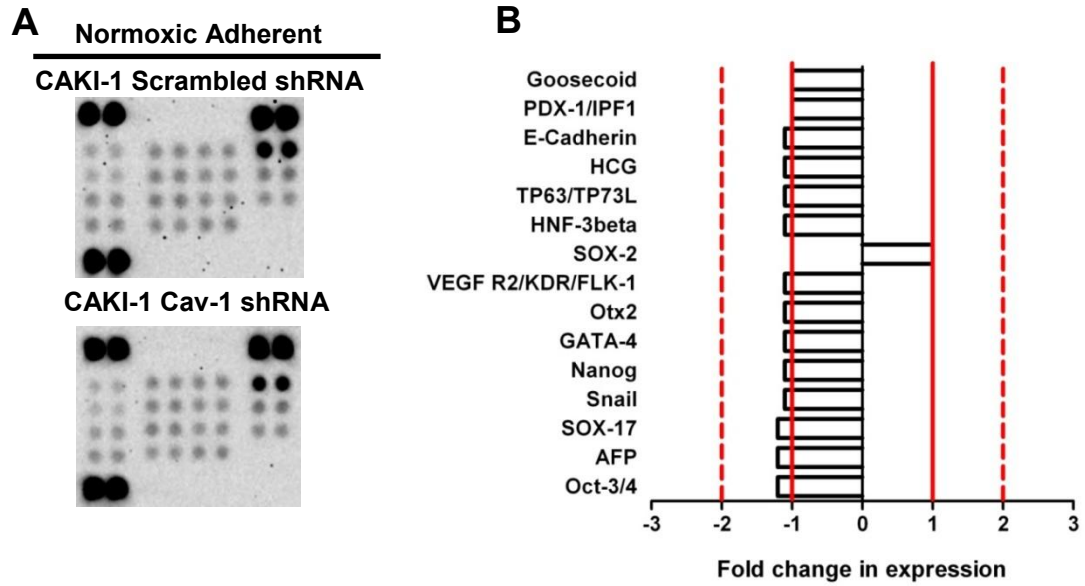 A
Normoxic Adherent
CAKI-1 Scrambled shRNA
CAKI-1 Cav-1 shRNA
B
Goosecoid
PDX-1/IPF1
E-Cadherin
HCG
TP63/TP73L
HNF-3beta
SOX-2
VEGF R2/KDR/FLK-1
Otx2
GATA-4
Nanog
Snail
SOX-17
AFP
Oct-3/4
-3 -2 -1 0 1 2 3
Fold change in expression